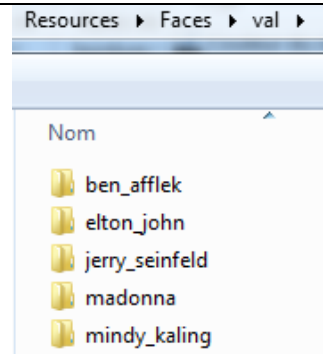 Resources ▸ Faces ▸ val ▸
Nom
ben_afflek
elton_john
jerry_seinfeld
madonna
mindy_kaling